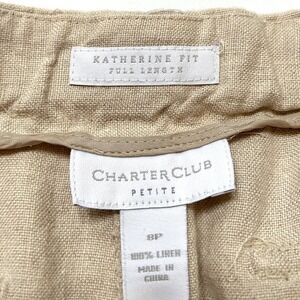 KATHERINE FIT
FULL LENGTH
CHARTER CLUB
PETITE
8P
100% LINEN
MADE IN
CHINA